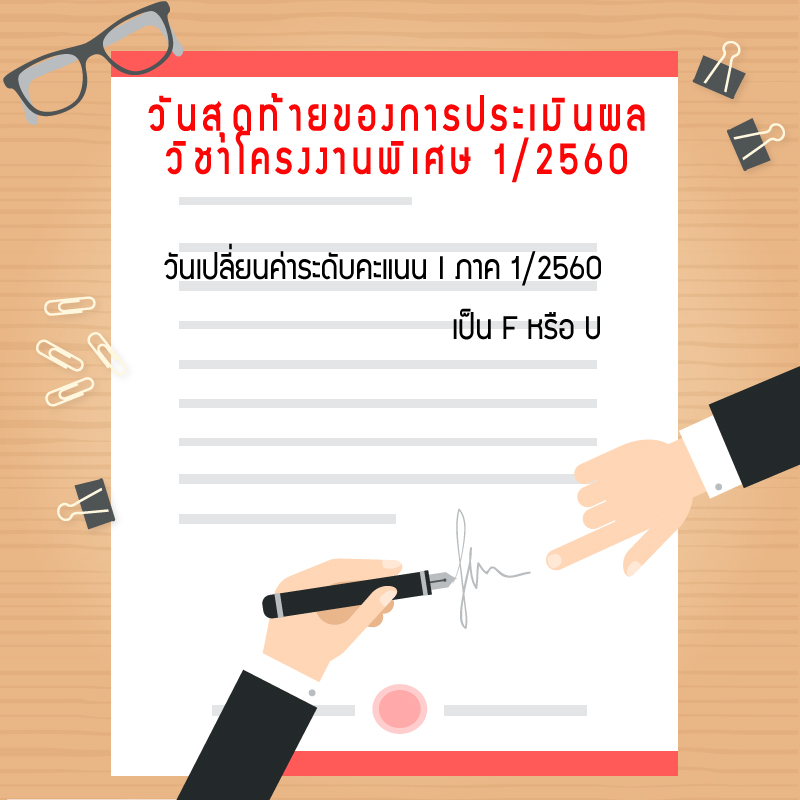 วันสุดท้ายของการประเมินผล
วิชาโครงงานพิเศษ 1/2560
วันเปลี่ยนค่าระดับคะแนน I ภาค 1/2560
เป็น F หรือ U